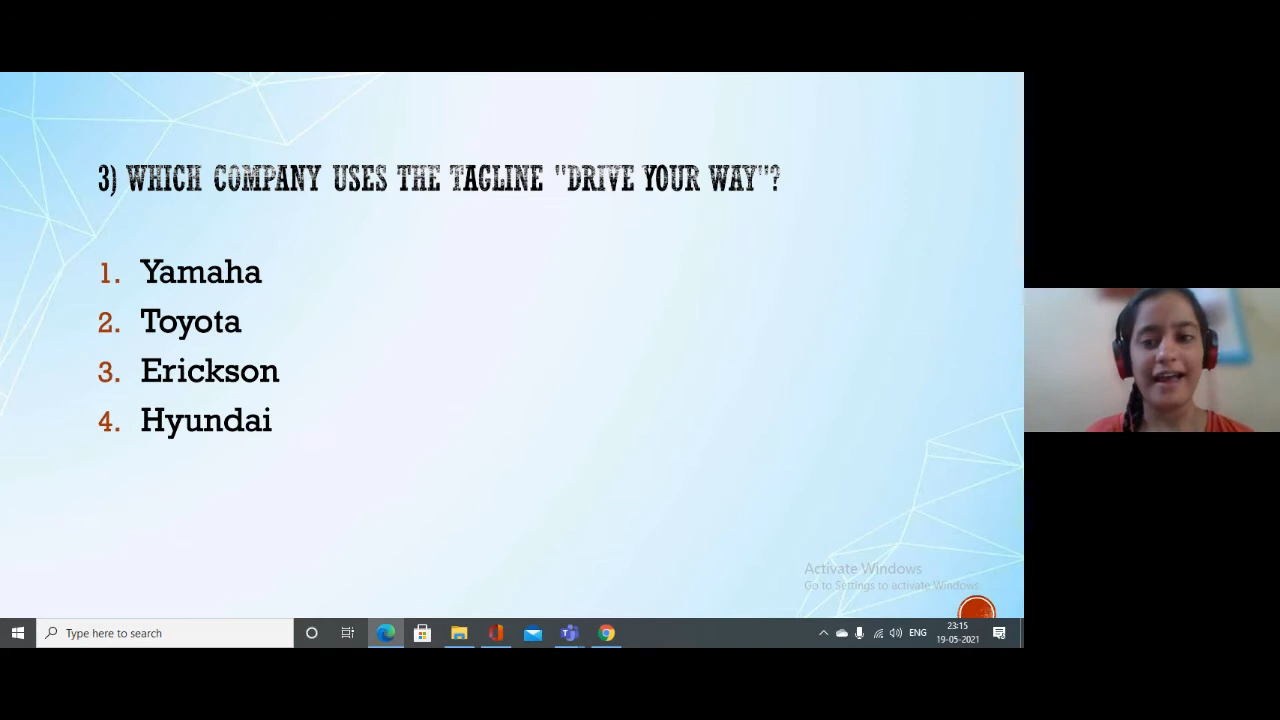 3) WHICH COMPANY USES THE TAGLINE "DRIVE YOUR WAY"?
1. Yamaha
2. Toyota
3. Erickson
4. Hyundai
Activate Windows
Go to Settings to activate Windows.
Type here to search
ENG
23:15
19-05-2021